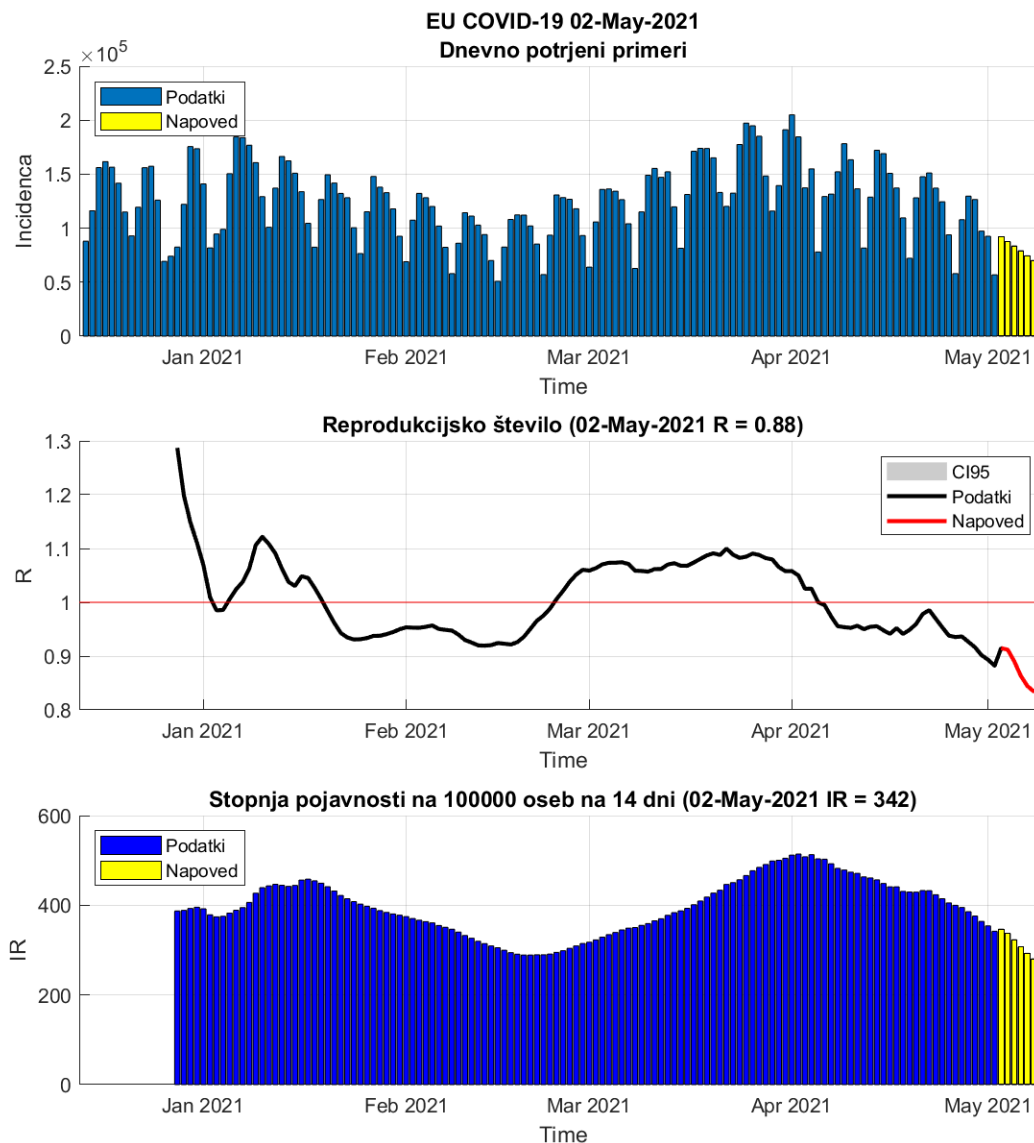 EU COVID-19 02-May-2021
Dnevno potrjeni primeri
×10^5
2.5
2
1.5
1
0.5
0
Incidenca
Podatki
Napoved
Jan 2021 Feb 2021 Mar 2021 Apr 2021 May 2021
Time
Reprodukcijsko število (02-May-2021 R = 0.88)
1.3
1.2
1.1
1
0.9
0.8
R
CI95
Podatki
Napoved
Jan 2021 Feb 2021 Mar 2021 Apr 2021 May 2021
Time
Stopnja pojavnosti na 100000 oseb na 14 dni (02-May-2021 IR = 342)
600
400
200
0
IR
Podatki
Napoved
Jan 2021 Feb 2021 Mar 2021 Apr 2021 May 2021
Time